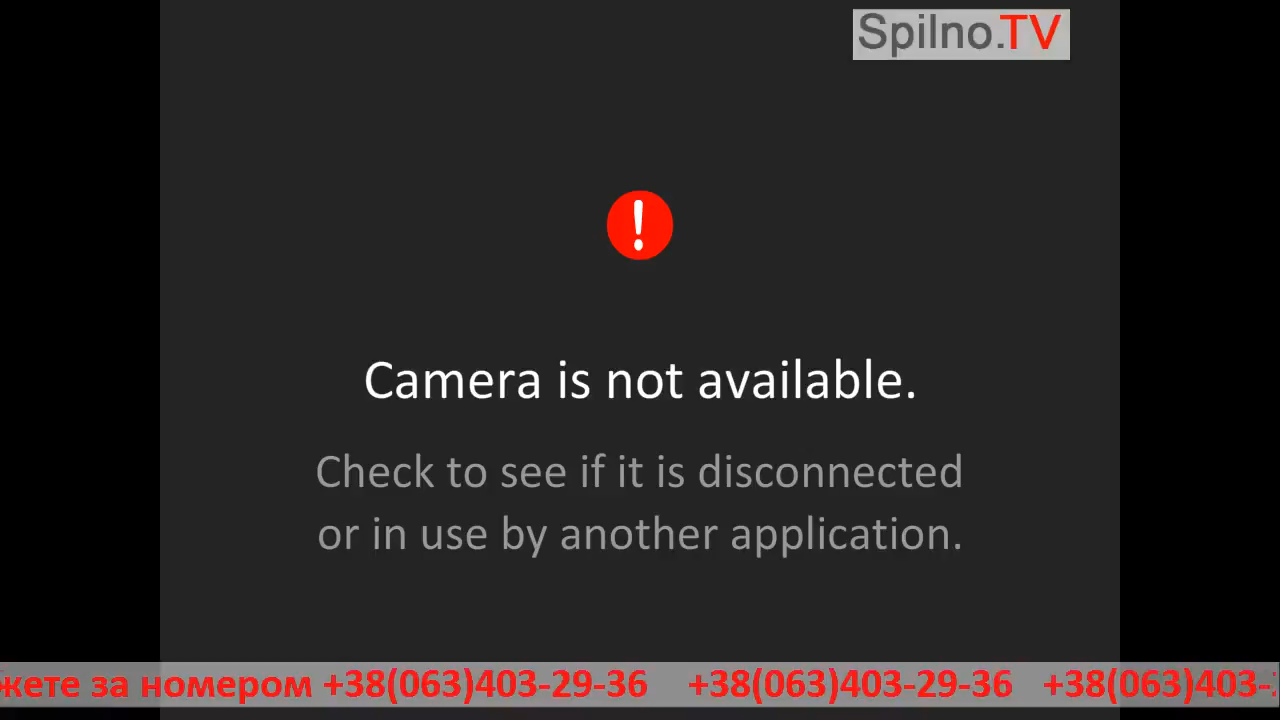 Spilno.TV
!
Camera is not available.
Check to see if it is disconnected
or in use by another application.
жете за номером +38(063)403-29-36 +38(063)403-29-36 +38(063)403-